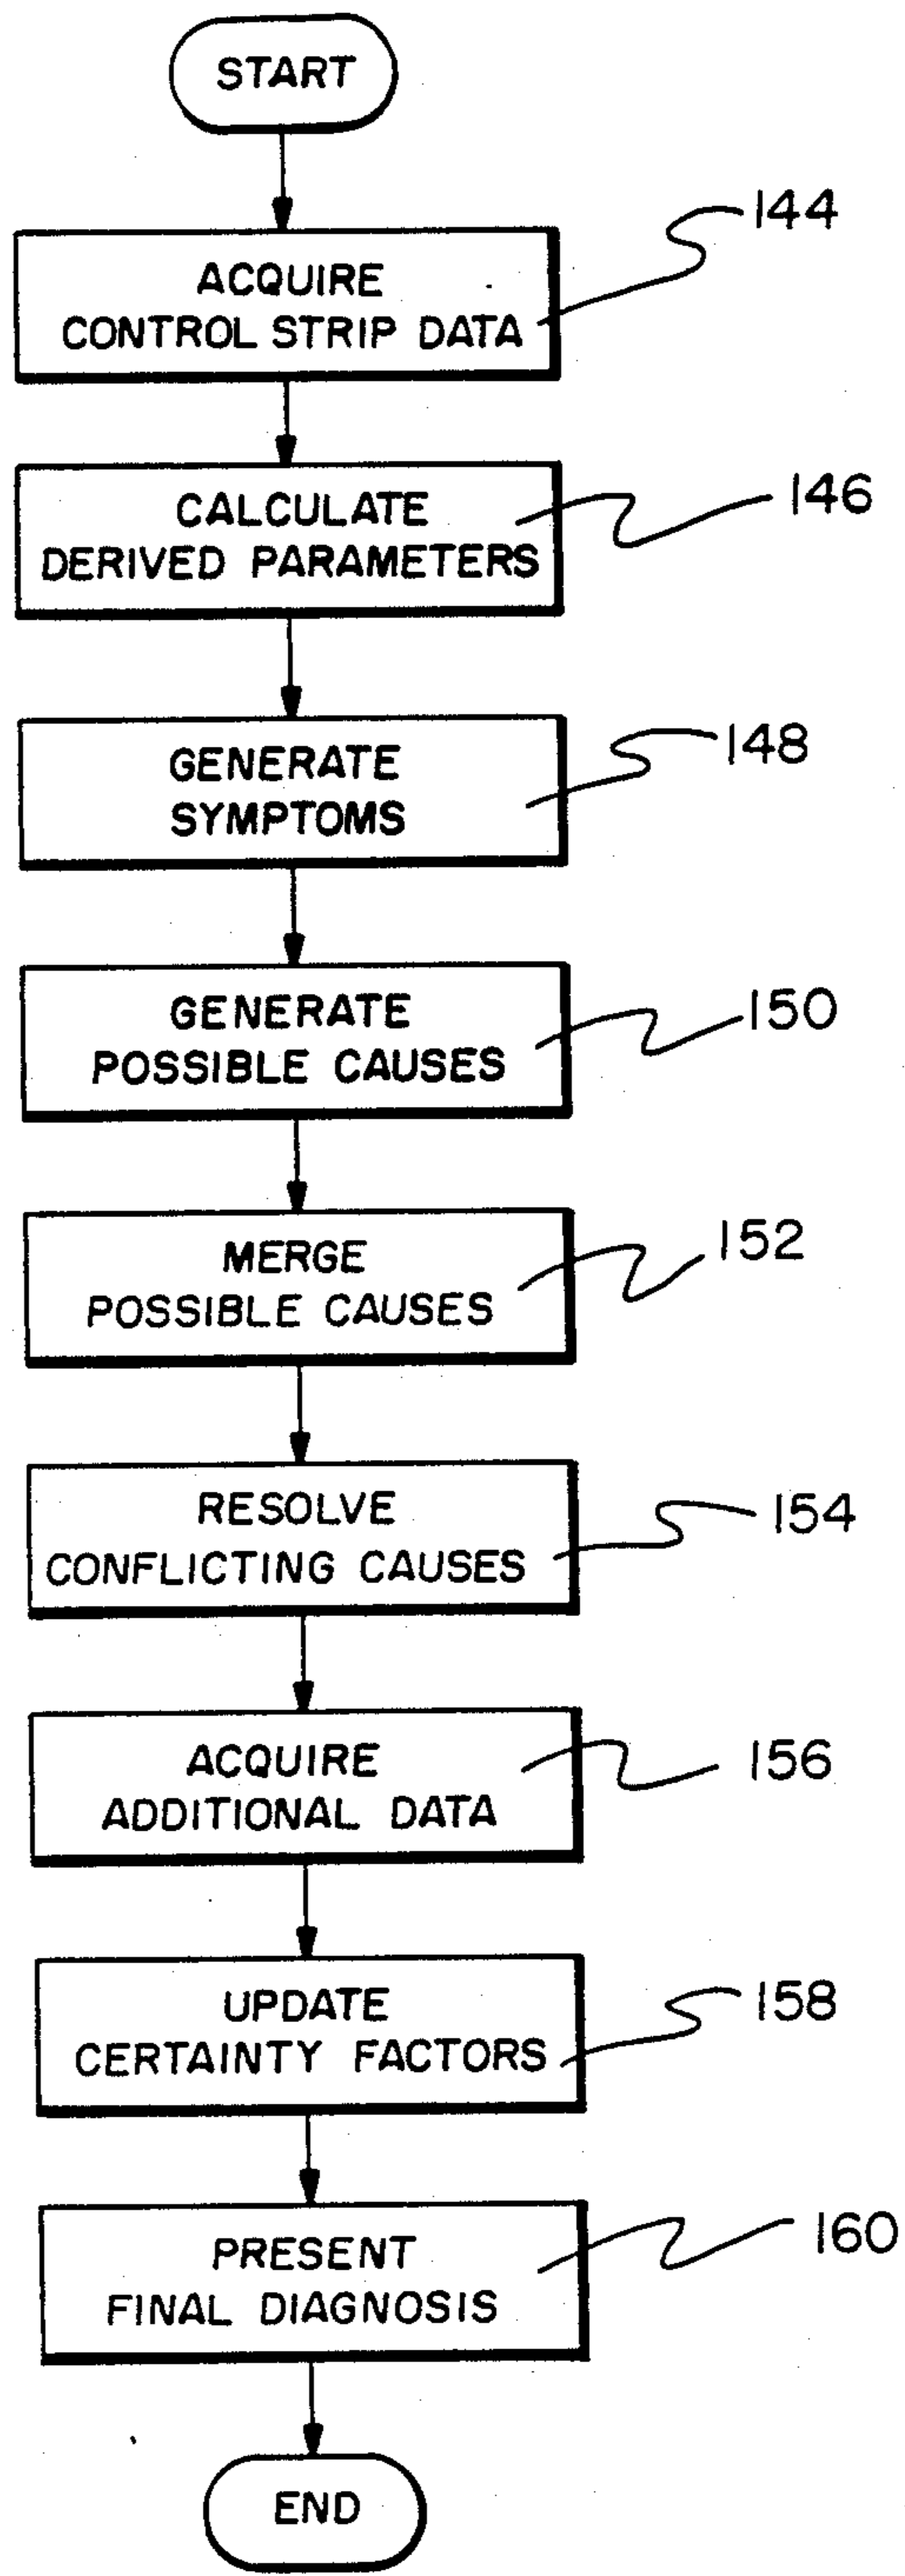 START
144
ACQUIRE
CONTROL STRIP DATA
146
CALCULATE
DERIVED PARAMETERS
148
GENERATE
SYMPTOMS
150
GENERATE
POSSIBLE CAUSES
152
MERGE
POSSIBLE CAUSES
154
RESOLVE
CONFLICTING CAUSES
156
ACQUIRE
ADDITIONAL DATA
158
UPDATE
CERTAINTY FACTORS
160
PRESENT
FINAL DIAGNOSIS
END